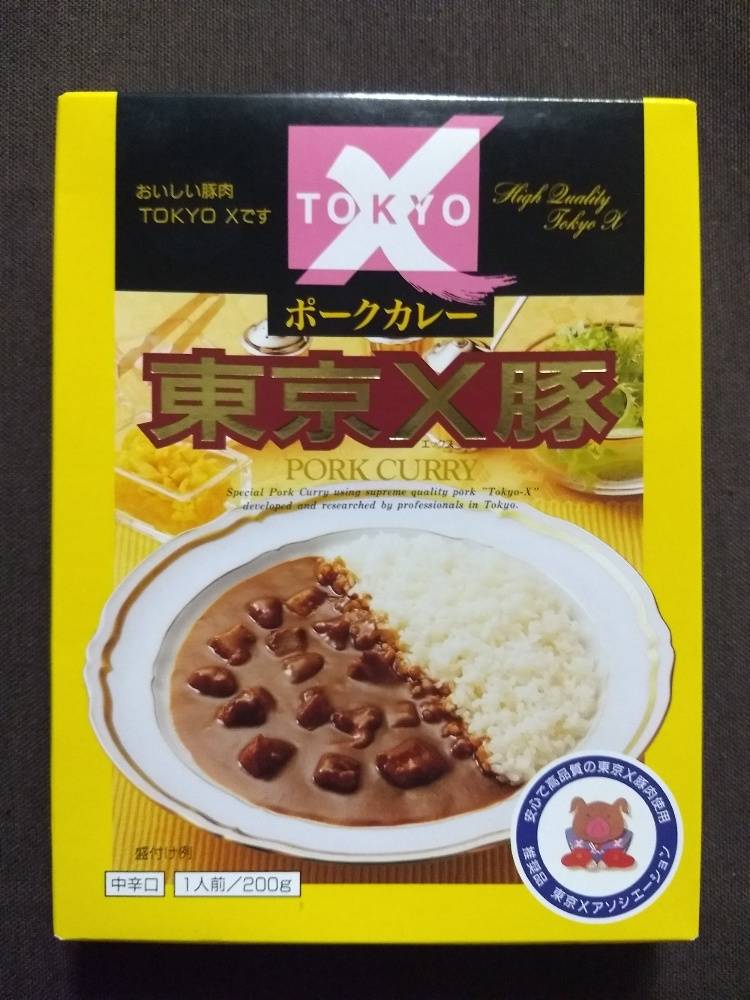 おいしい豚肉
TOKYO Xです
TOKYO X
High Quality
Tokyo X
ポークカレー
東京X豚
エックス
PORK CURRY
Special Pork Curry using supreme quality pork "Tokyo-X"
developed and researched by professionals in Tokyo.
安心で高品質の東京X豚肉使用
推奨品 東京Xアソシエーション
盛付け例
中辛口 1人前/200g